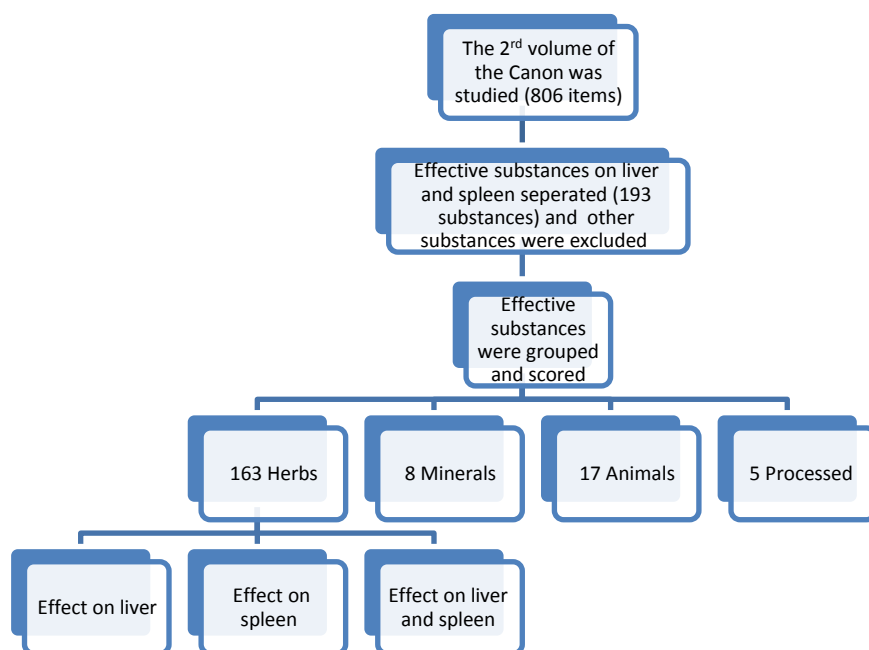 The 2rd volume of
the Canon was
studied (806 items)
Effective substances on liver
and spleen seperated (193
substances) and other
substances were excluded
Effective
substances
were grouped
and scored
163 Herbs
8 Minerals
17 Animals
5 Processed
Effect on liver
Effect on
spleen
Effect on liver
and spleen